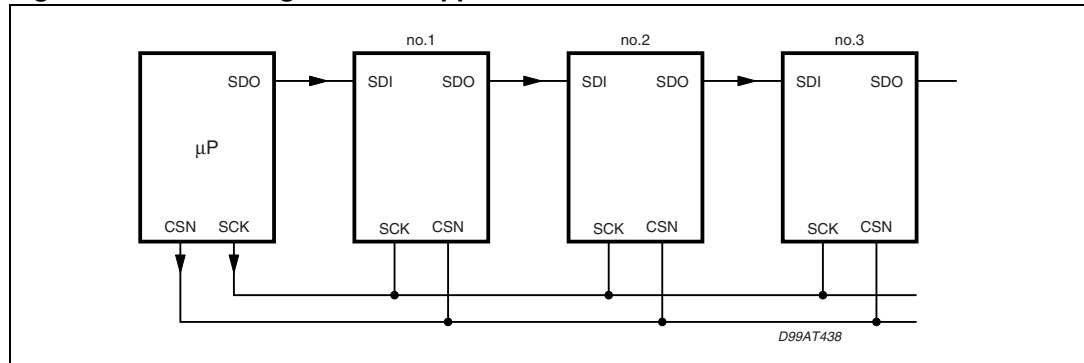 no.1 no.2 no.3
SDO SDI SDO SDI SDO SDI SDO
μP
CSN SCK SCK CSN SCK CSN SCK CSN
D99AT438